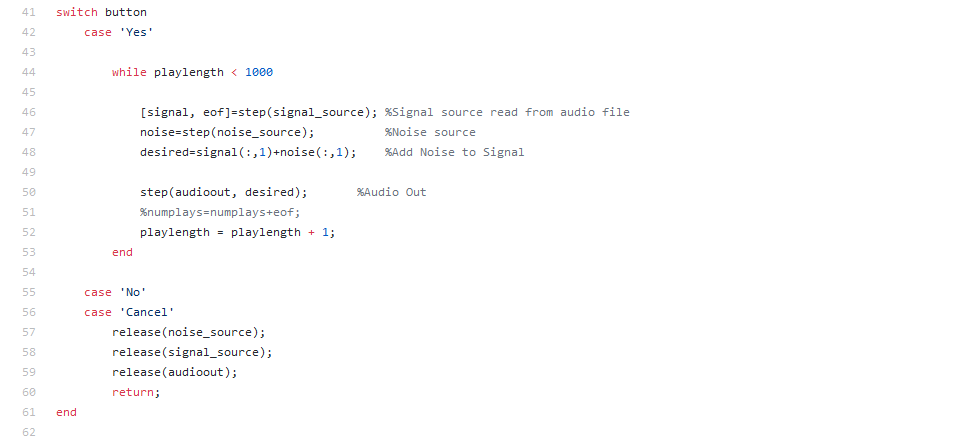 41 switch button
42     case 'Yes'
43
44         while playlength < 1000
45
46             [signal, eof]=step(signal_source); %Signal source read from audio file
47             noise=step(noise_source);          %Noise source
48             desired=signal(:,1)+noise(:,1);    %Add Noise to Signal
49
50             step(audioout, desired);       %Audio Out
51             %numplays=numplays+eof;
52             playlength = playlength + 1;
53         end
54
55     case 'No'
56     case 'Cancel'
57         release(noise_source);
58         release(signal_source);
59         release(audioout);
60         return;
61 end
62